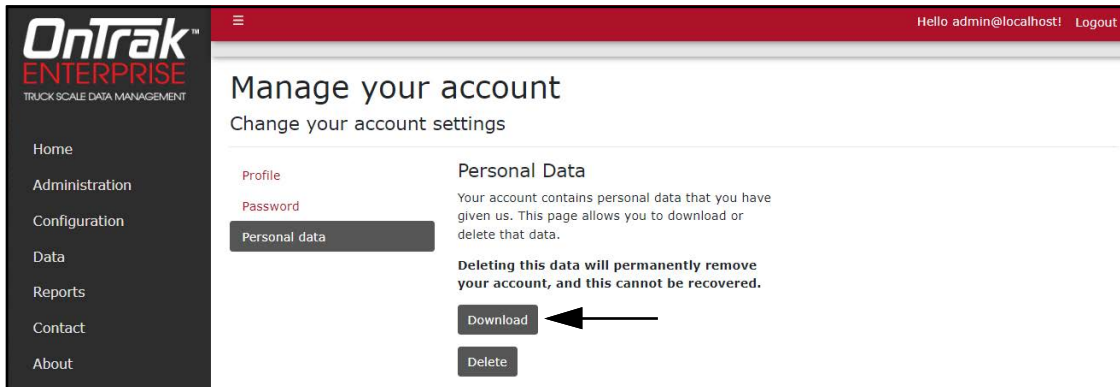 OnTrak™
ENTERPRISE
TRUCK SCALE DATA MANAGEMENT
Home
Administration
Configuration
Data
Reports
Contact
About
☰
Hello admin@localhost! Logout
Manage your account
Change your account settings
Profile
Password
Personal data
Personal Data
Your account contains personal data that you have
given us. This page allows you to download or
delete that data.
Deleting this data will permanently remove
your account, and this cannot be recovered.
Download
Delete